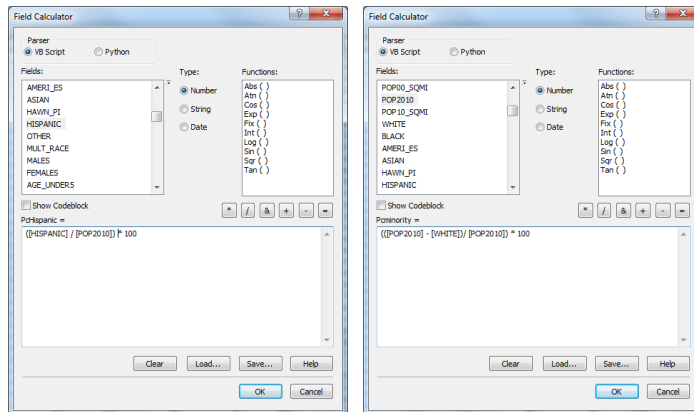 Field Calculator
Parser
VB Script Python
Fields: Type: Functions:
AMERI_ES
ASIAN
HAWN_PI
HISPANIC
OTHER
MULT_RACE
MALES
FEMALES
AGE_UNDER5
Number
String
Date
Abs ( )
Atn ( )
Cos ( )
Exp ( )
Fix ( )
Int ( )
Log ( )
Sin ( )
Sqr ( )
Tan ( )
Show Codeblock
* / & + - =
PcHispanic =
([HISPANIC] / [POP2010]) * 100
Clear Load... Save... Help
OK Cancel
Field Calculator
Parser
VB Script Python
Fields: Type: Functions:
POP00_SQMI
POP2010
POP10_SQMI
WHITE
BLACK
AMERI_ES
ASIAN
HAWN_PI
HISPANIC
Number
String
Date
Abs ( )
Atn ( )
Cos ( )
Exp ( )
Fix ( )
Int ( )
Log ( )
Sin ( )
Sqr ( )
Tan ( )
Show Codeblock
* / & + - =
Pcminority =
(([POP2010] - [WHITE])/ [POP2010]) * 100
Clear Load... Save... Help
OK Cancel